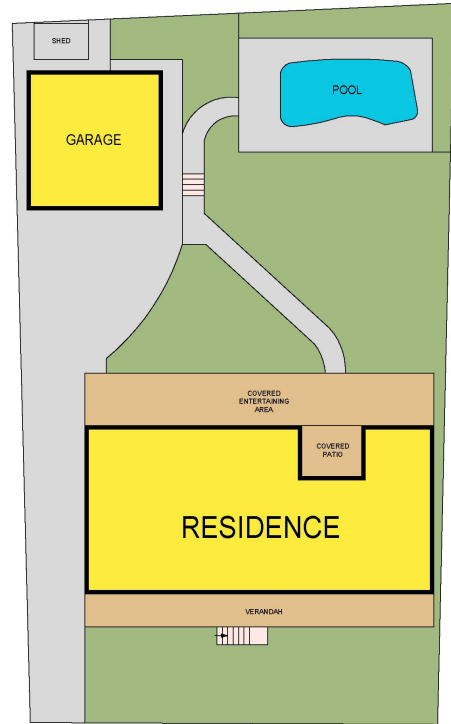 SHED
POOL
GARAGE
COVERED
ENTERTAINING
AREA
COVERED
PATIO
RESIDENCE
VERANDAH